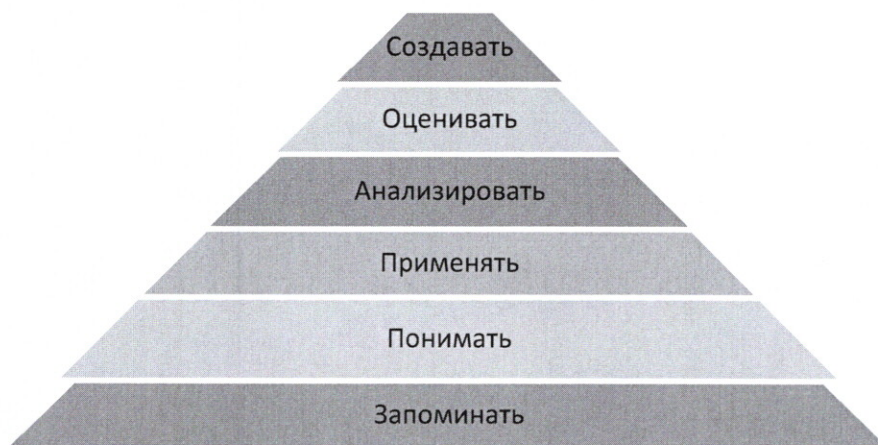 Создавать
Оценивать
Анализировать
Применять
Понимать
Запоминать